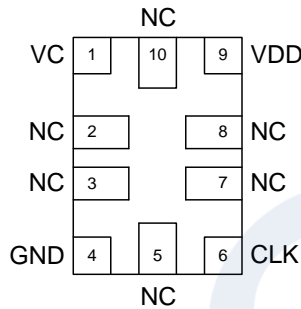 NC
VC 1 10 9 VDD
NC 2 8 NC
NC 3 7 NC
GND 4 5 6 CLK
NC